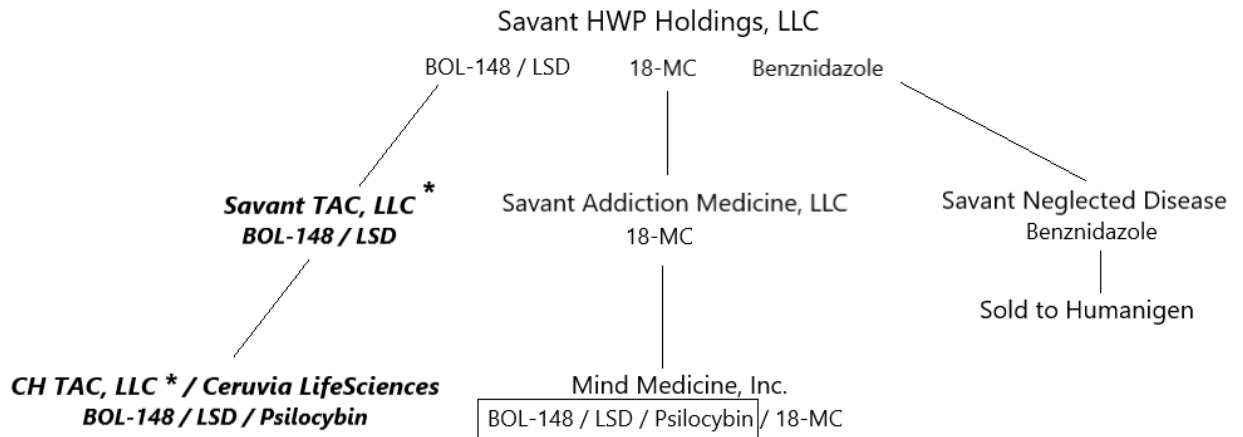 Savant HWP Holdings, LLC
BOL-148 / LSD 18-MC Benznidazole
Savant TAC, LLC *
BOL-148 / LSD
Savant Addiction Medicine, LLC
18-MC
Savant Neglected Disease
Benznidazole
Sold to Humanigen
CH TAC, LLC * / Ceruvia LifeSciences
BOL-148 / LSD / Psilocybin
Mind Medicine, Inc.
BOL-148 / LSD / Psilocybin / 18-MC